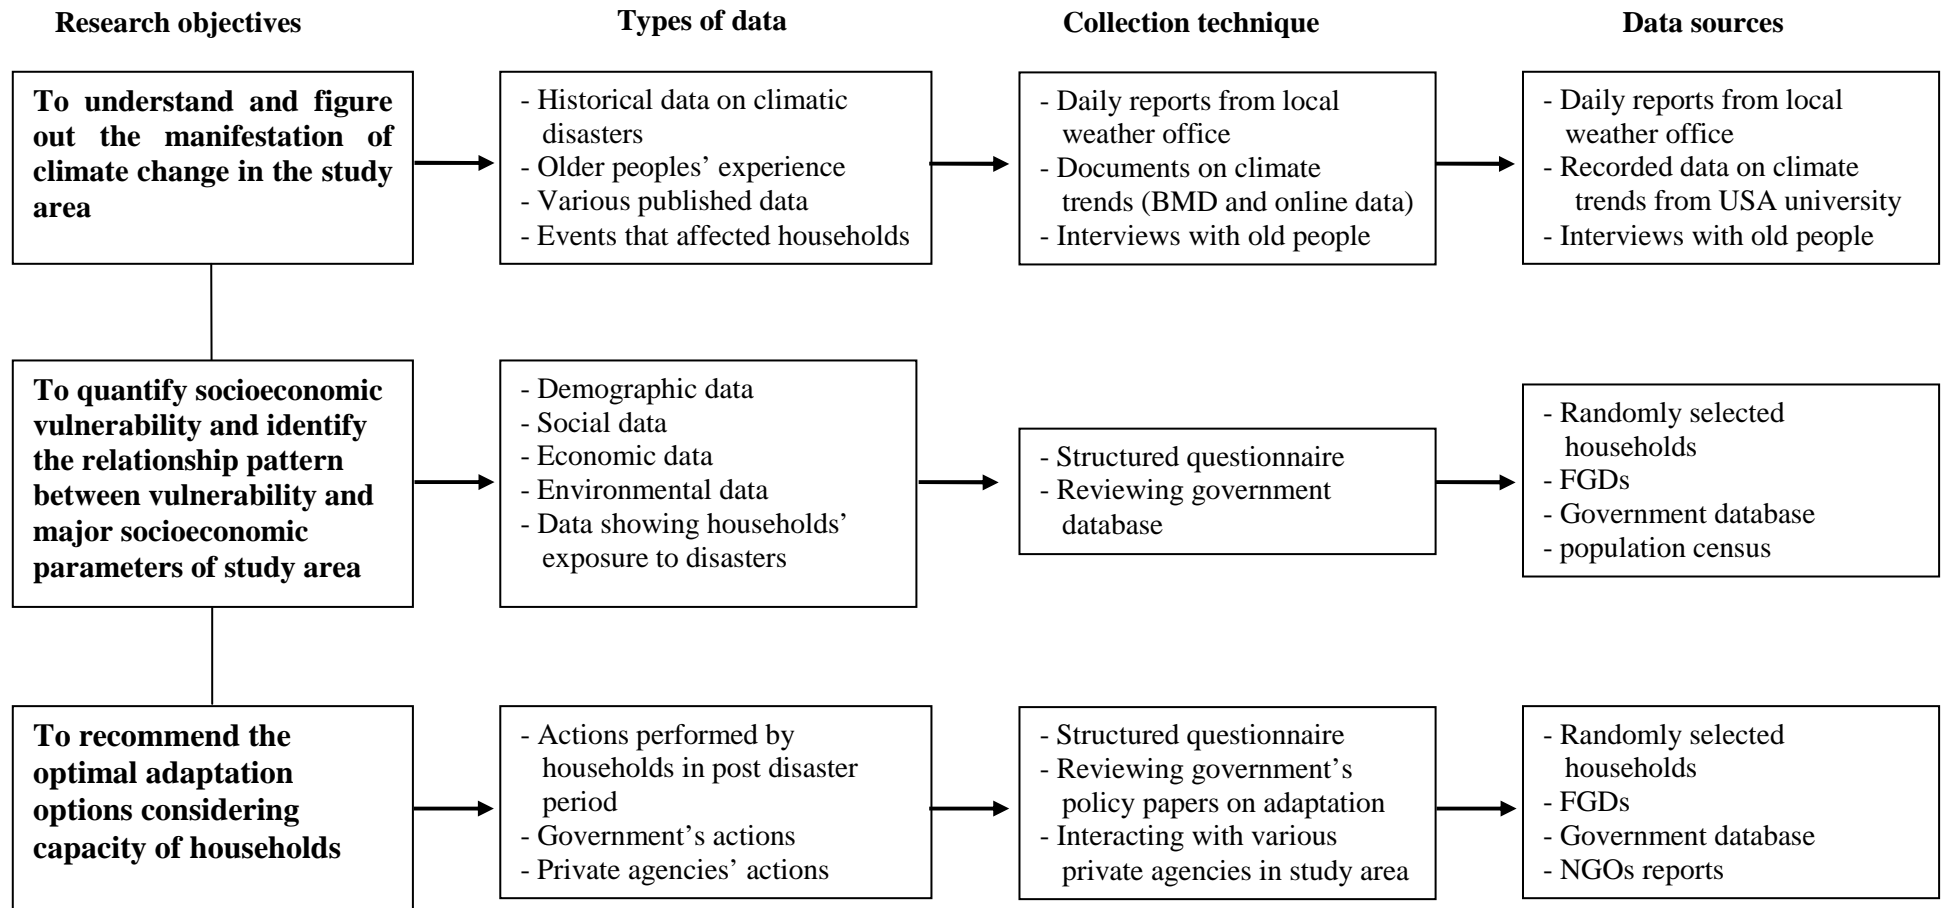 Research objectives
Types of data
Collection technique
Data sources
To understand and figure
out the manifestation of
climate change in the study
area
- Historical data on climatic
disasters
- Older peoples’ experience
- Various published data
- Events that affected households
- Daily reports from local
weather office
- Documents on climate
trends (BMD and online data)
- Interviews with old people
- Daily reports from local
weather office
- Recorded data on climate
trends from USA university
- Interviews with old people
To quantify socioeconomic
vulnerability and identify
the relationship pattern
between vulnerability and
major socioeconomic
parameters of study area
- Demographic data
- Social data
- Economic data
- Environmental data
- Data showing households’
exposure to disasters
- Structured questionnaire
- Reviewing government
database
- Randomly selected
households
- FGDs
- Government database
- population census
To recommend the
optimal adaptation
options considering
capacity of households
- Actions performed by
households in post disaster
period
- Government’s actions
- Private agencies’ actions
- Structured questionnaire
- Reviewing government’s
policy papers on adaptation
- Interacting with various
private agencies in study area
- Randomly selected
households
- FGDs
- Government database
- NGOs reports